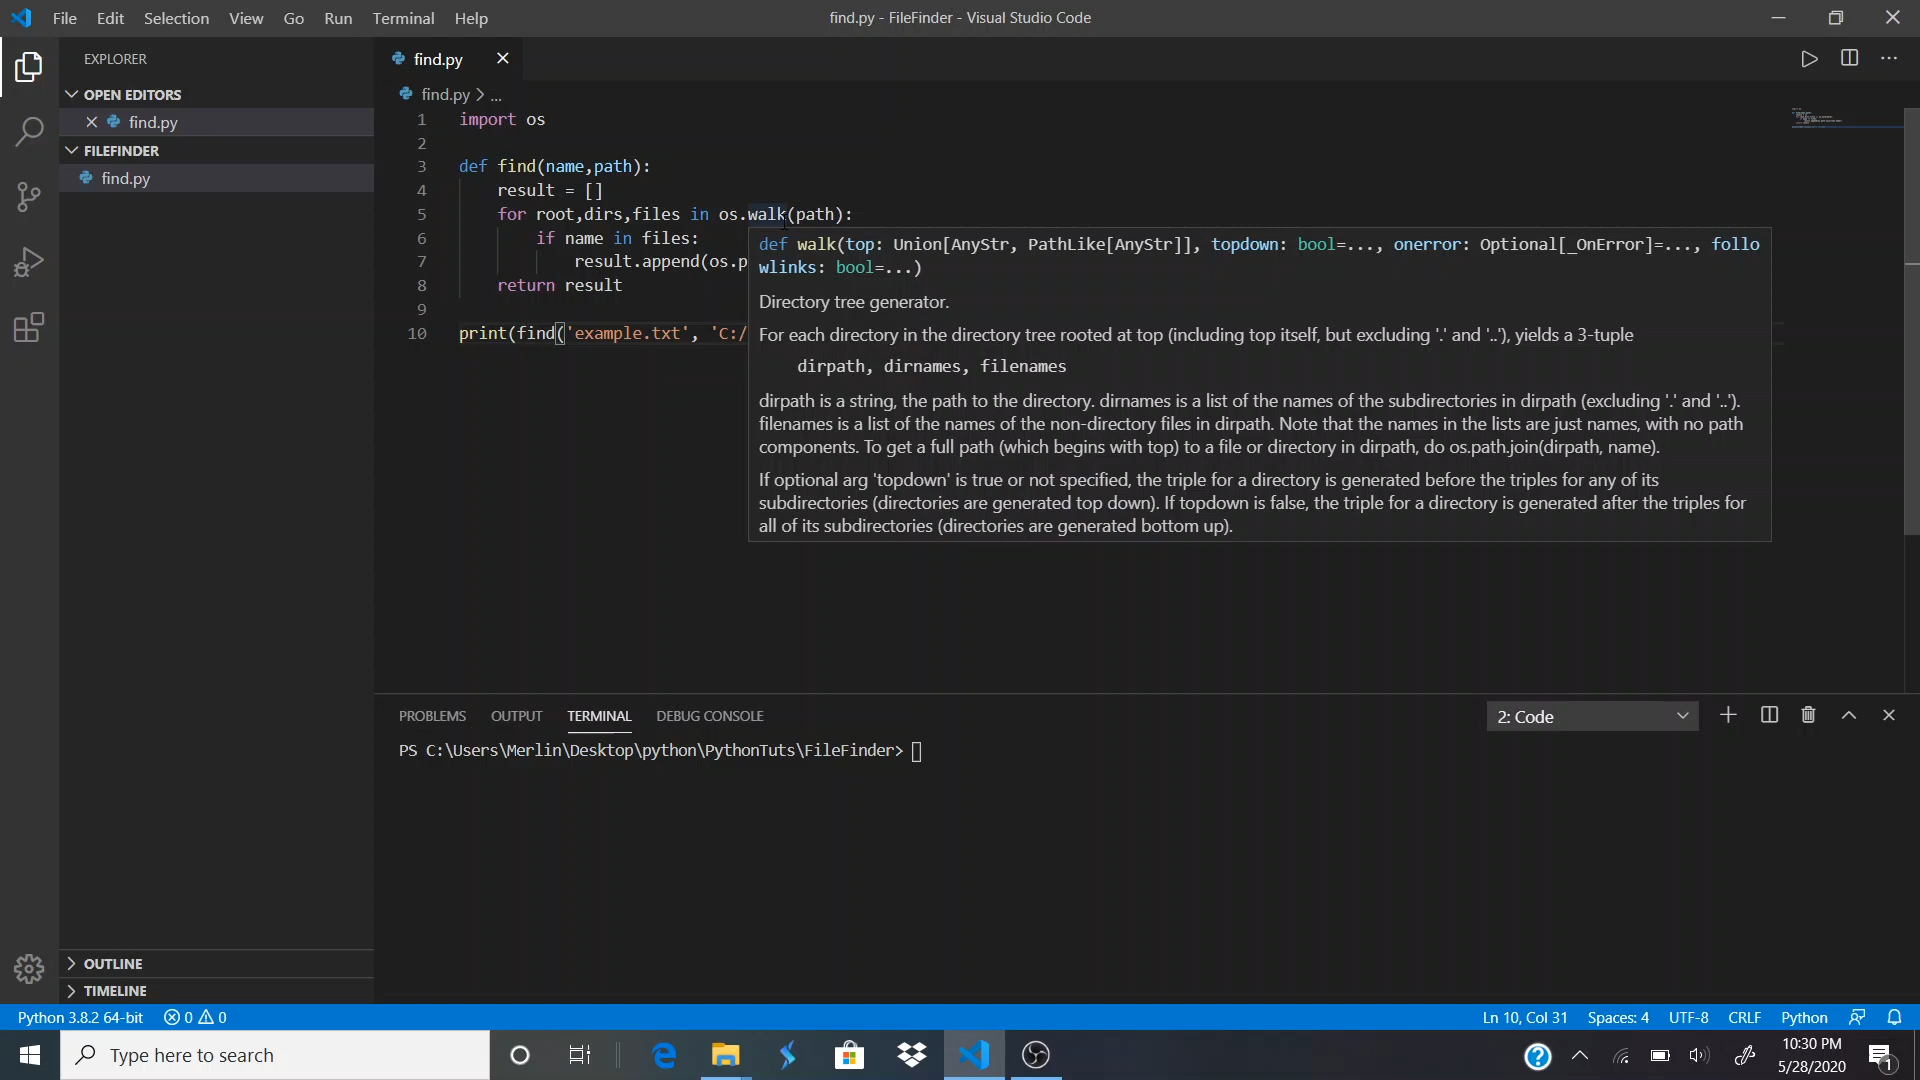 File Edit Selection View Go Run Terminal Help
find.py - FileFinder - Visual Studio Code
EXPLORER
OPEN EDITORS
find.py
FILEFINDER
find.py
OUTLINE
TIMELINE
find.py
find.py > ...
1 import os
2
3 def find(name,path):
4 result = []
5 for root,dirs,files in os.walk(path):
6 if name in files:
7 result.append(os.p
8 return result
9
10 print(find('example.txt', 'C:/
def walk(top: Union[AnyStr, PathLike[AnyStr]], topdown: bool=..., onerror: Optional[_OnError]=..., follo
wlinks: bool=...)
Directory tree generator.
For each directory in the directory tree rooted at top (including top itself, but excluding '.' and '..'), yields a 3-tuple
dirpath, dirnames, filenames
dirpath is a string, the path to the directory. dirnames is a list of the names of the subdirectories in dirpath (excluding '.' and '..').
filenames is a list of the names of the non-directory files in dirpath. Note that the names in the lists are just names, with no path
components. To get a full path (which begins with top) to a file or directory in dirpath, do os.path.join(dirpath, name).
If optional arg 'topdown' is true or not specified, the triple for a directory is generated before the triples for any of its
subdirectories (directories are generated top down). If topdown is false, the triple for a directory is generated after the triples for
all of its subdirectories (directories are generated bottom up).
PROBLEMS OUTPUT TERMINAL DEBUG CONSOLE
2: Code
PS C:\Users\Merlin\Desktop\python\PythonTuts\FileFinder>
Python 3.8.2 64-bit 0 0
Ln 10, Col 31 Spaces: 4 UTF-8 CRLF Python
Type here to search
10:30 PM
5/28/2020
1